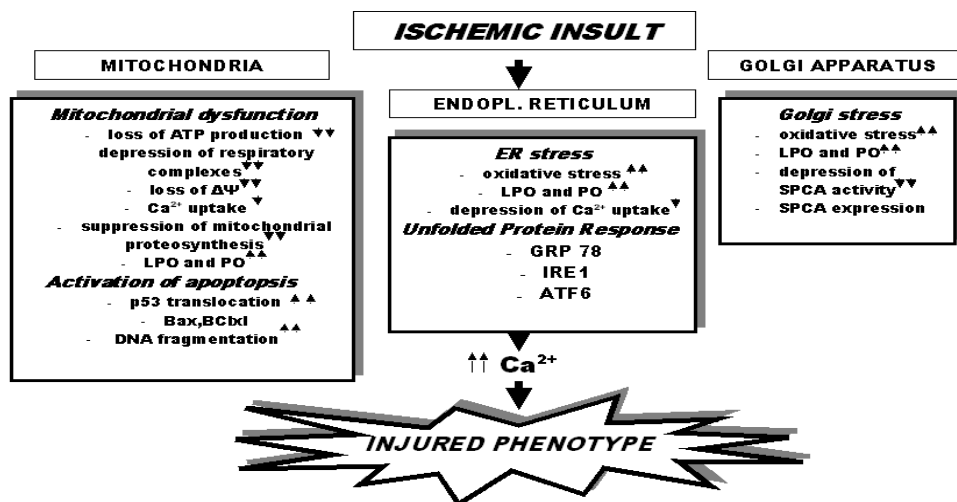 ISCHEMIC INSULT
MITOCHONDRIA
Mitochondrial dysfunction
- loss of ATP production ▼▼
depression of respiratory
complexes▼▼
- loss of ΔΨ▼▼
- Ca²⁺ uptake ▼
- suppression of mitochondrial
proteosynthesis▼▼
- LPO and PO▲▲
Activation of apoptopsis
- p53 translocation ▲▲
- Bax,BClxl
- DNA fragmentation▲▲
ENDOPL. RETICULUM
ER stress
- oxidative stress▲▲
- LPO and PO▲▲
- depression of Ca²⁺ uptake▼
Unfolded Protein Response
- GRP 78
- IRE1
- ATF6
GOLGI APPARATUS
Golgi stress
- oxidative stress▲▲
- LPO and PO▲▲
- depression of
SPCA activity▼▼
- SPCA expression
↑↑ Ca²⁺
INJURED PHENOTYPE